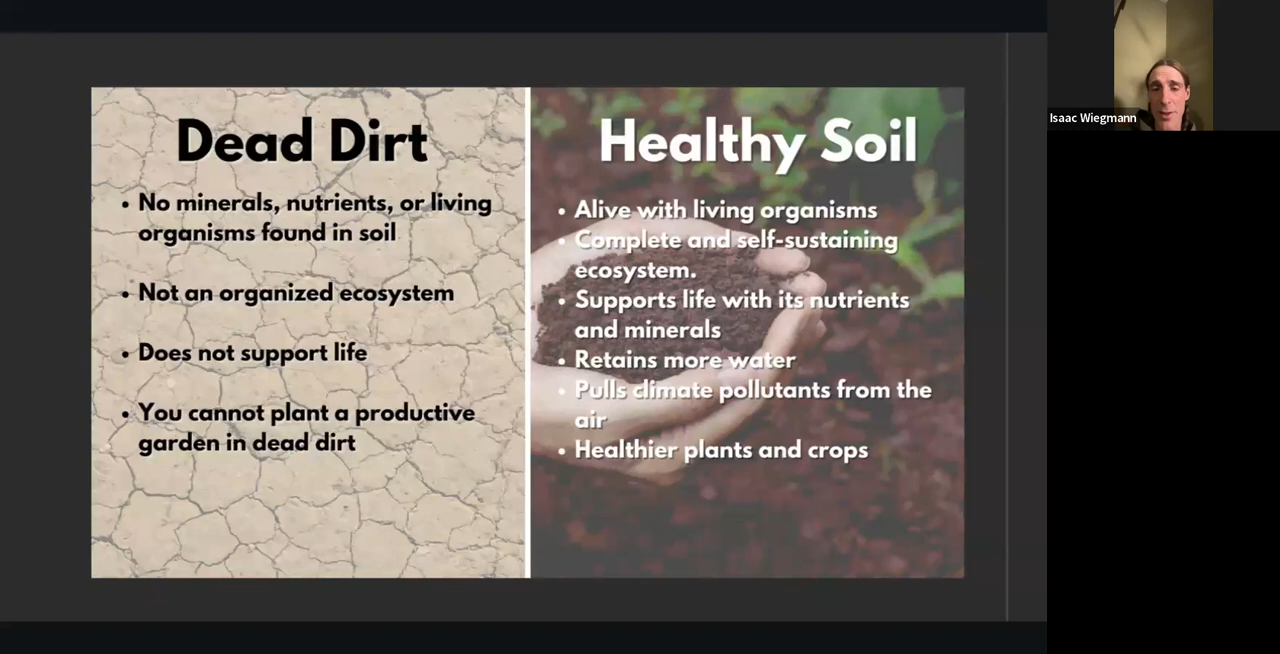 Dead Dirt
• No minerals, nutrients, or living
organisms found in soil
• Not an organized ecosystem
• Does not support life
• You cannot plant a productive
garden in dead dirt
Healthy Soil
• Alive with living organisms
• Complete and self-sustaining
ecosystem.
• Supports life with its nutrients
and minerals
• Retains more water
• Pulls climate pollutants from the
air
• Healthier plants and crops
Isaac Wiegmann